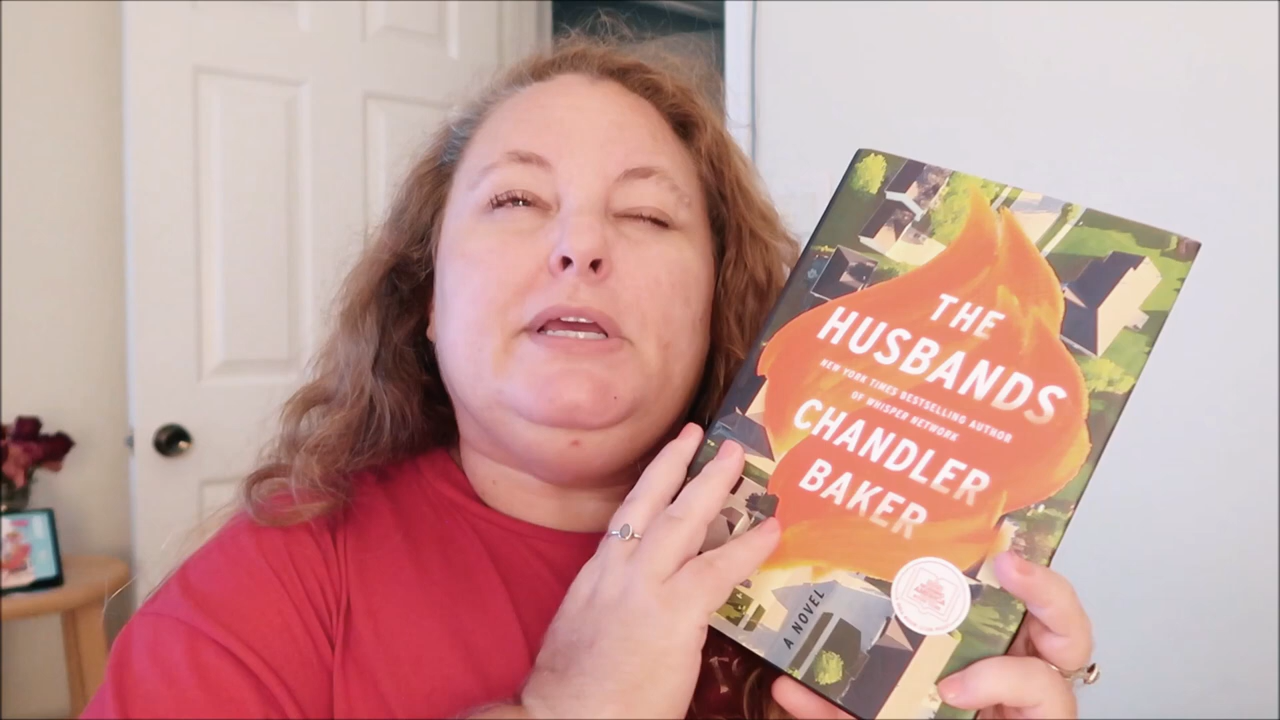 THE
HUSBANDS
NEW YORK TIMES BESTSELLING AUTHOR
OF WHISPER NETWORK
CHANDLER
BAKER
A NOVEL